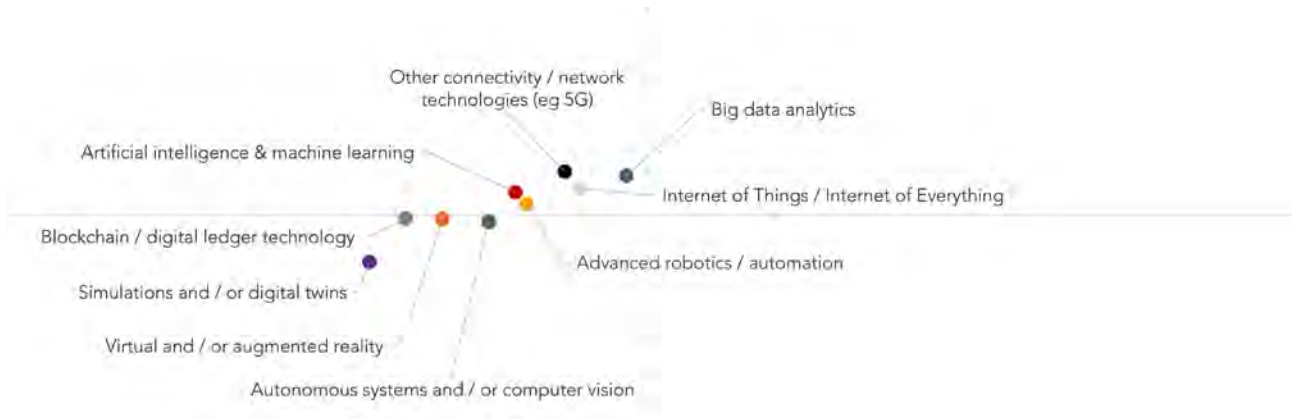 Other connectivity / network
technologies (eg 5G)
Big data analytics
Artificial intelligence & machine learning
Internet of Things / Internet of Everything
Blockchain / digital ledger technology
Advanced robotics / automation
Simulations and / or digital twins
Virtual and / or augmented reality
Autonomous systems and / or computer vision